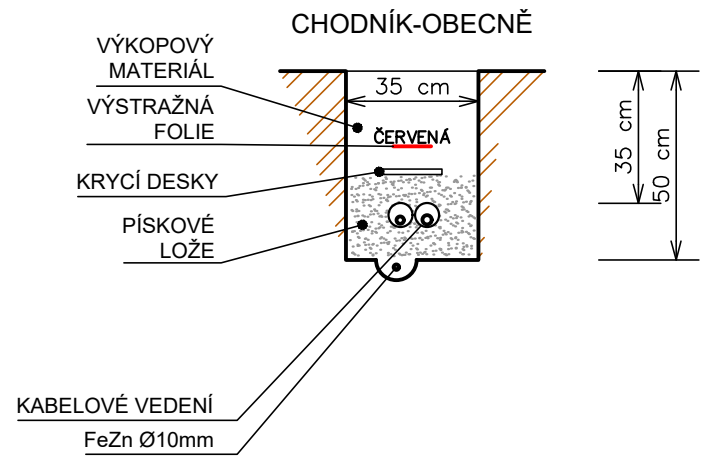 CHODNÍK-OBECNĚ
VÝKOPOVÝ
MATERIÁL
VÝSTRAŽNÁ
FOLIE
KRYCÍ DESKY
PÍSKOVÉ
LOŽE
KABELOVÉ VEDENÍ
FeZn Ø10mm
35 cm
ČERVENÁ
35 cm
50 cm